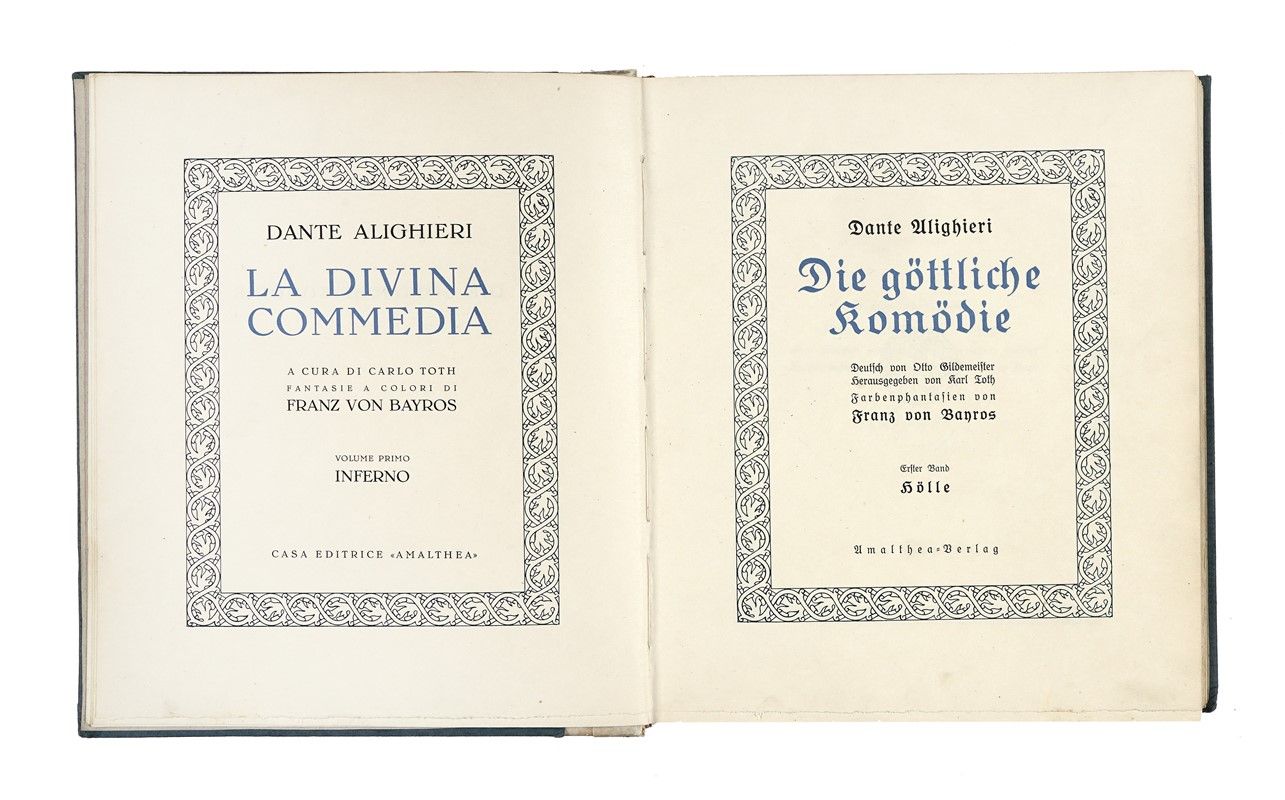 DANTE ALIGHIERI
LA DIVINA
COMMEDIA
A CURA DI CARLO TOTH
FANTASIE A COLORI DI
FRANZ VON BAYROS
VOLUME PRIMO
INFERNO
CASA EDITRICE «AMALTHEA»
Dante Alighieri
Die göttliche
Komödie
Deutsch von Otto Gildemeister
Herausgegeben von Karl Toth
Farbenphantasien von
Franz von Bayros
Erster Band
Hölle
Amalthea-Verlag